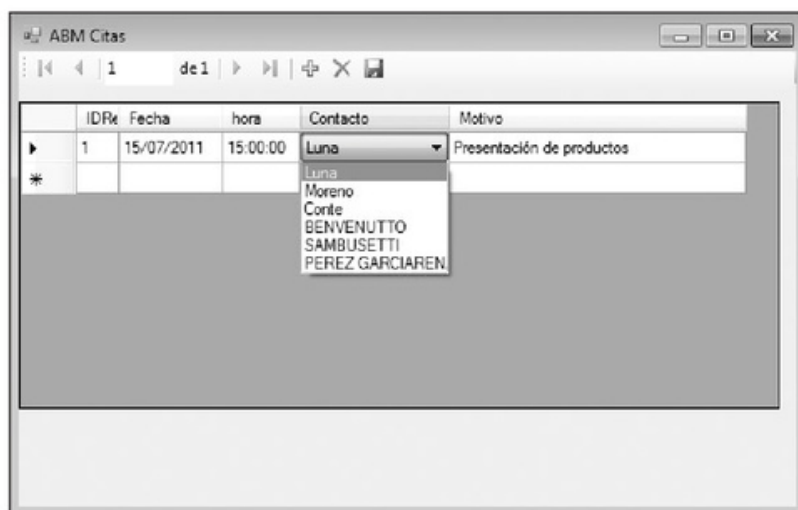 ABM Citas
1 de 1
IDRe Fecha hora Contacto Motivo
1 15/07/2011 15:00:00 Luna Presentación de productos
Luna
Moreno
Conte
BENVENUTTO
SAMBUSETTI
PEREZ GARCIAREN